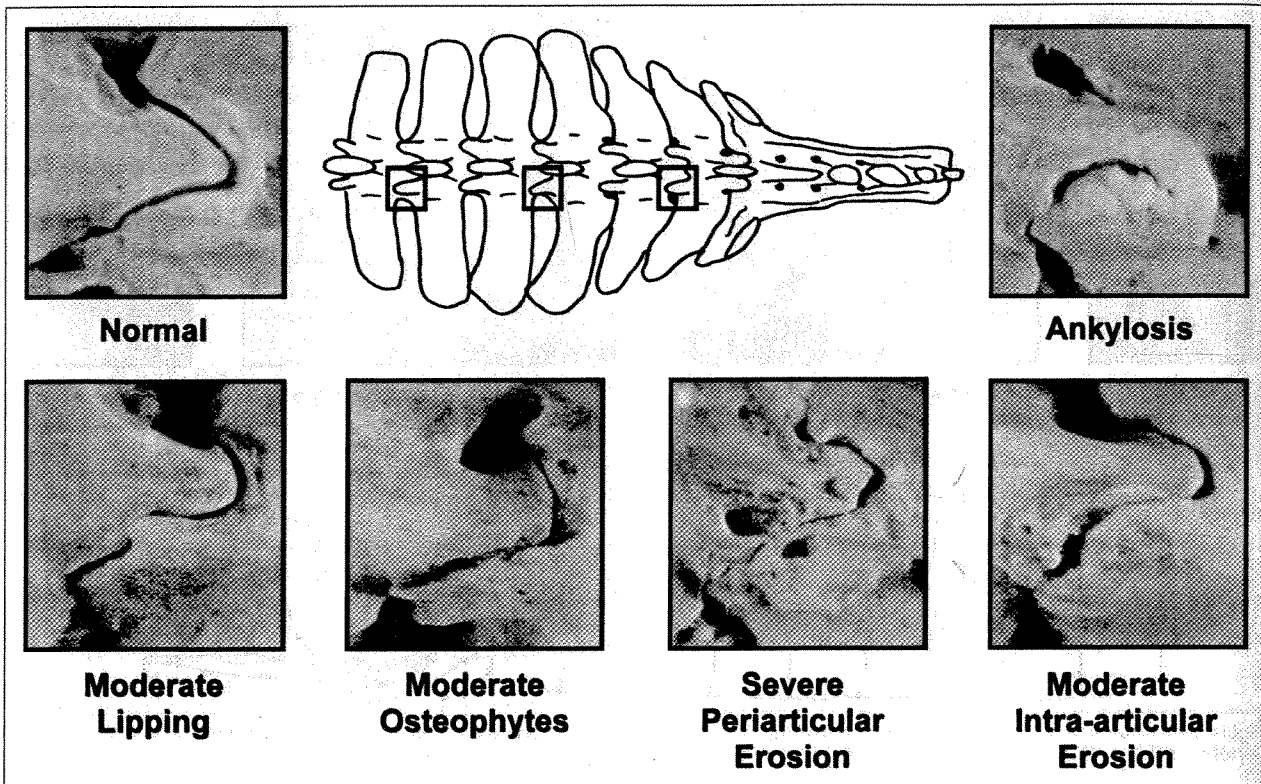 Normal
Ankylosis
Moderate
Lipping
Moderate
Osteophytes
Severe
Periarticular
Erosion
Moderate
Intra-articular
Erosion